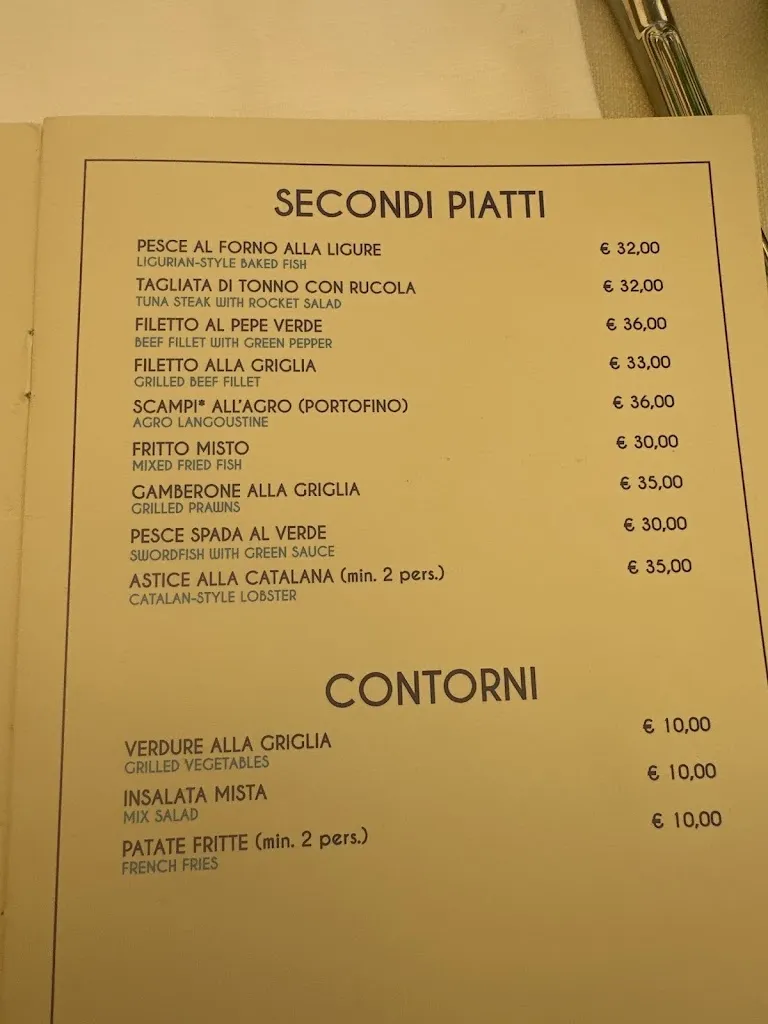 SECONDI PIATTI
PESCE AL FORNO ALLA LIGURE € 32,00
LIGURIAN-STYLE BAKED FISH
TAGLIATA DI TONNO CON RUCOLA € 32,00
TUNA STEAK WITH ROCKET SALAD
FILETTO AL PEPE VERDE € 36,00
BEEF FILLET WITH GREEN PEPPER
FILETTO ALLA GRIGLIA € 33,00
GRILLED BEEF FILLET
SCAMPI* ALL'AGRO (PORTOFINO) € 36,00
AGRO LANGOUSTINE
FRITTO MISTO € 30,00
MIXED FRIED FISH
GAMBERONE ALLA GRIGLIA € 35,00
GRILLED PRAWNS
PESCE SPADA AL VERDE € 30,00
SWORDFISH WITH GREEN SAUCE
ASTICE ALLA CATALANA (min. 2 pers.) € 35,00
CATALAN-STYLE LOBSTER
CONTORNI
VERDURE ALLA GRIGLIA € 10,00
GRILLED VEGETABLES
INSALATA MISTA € 10,00
MIX SALAD
PATATE FRITTE (min. 2 pers.) € 10,00
FRENCH FRIES